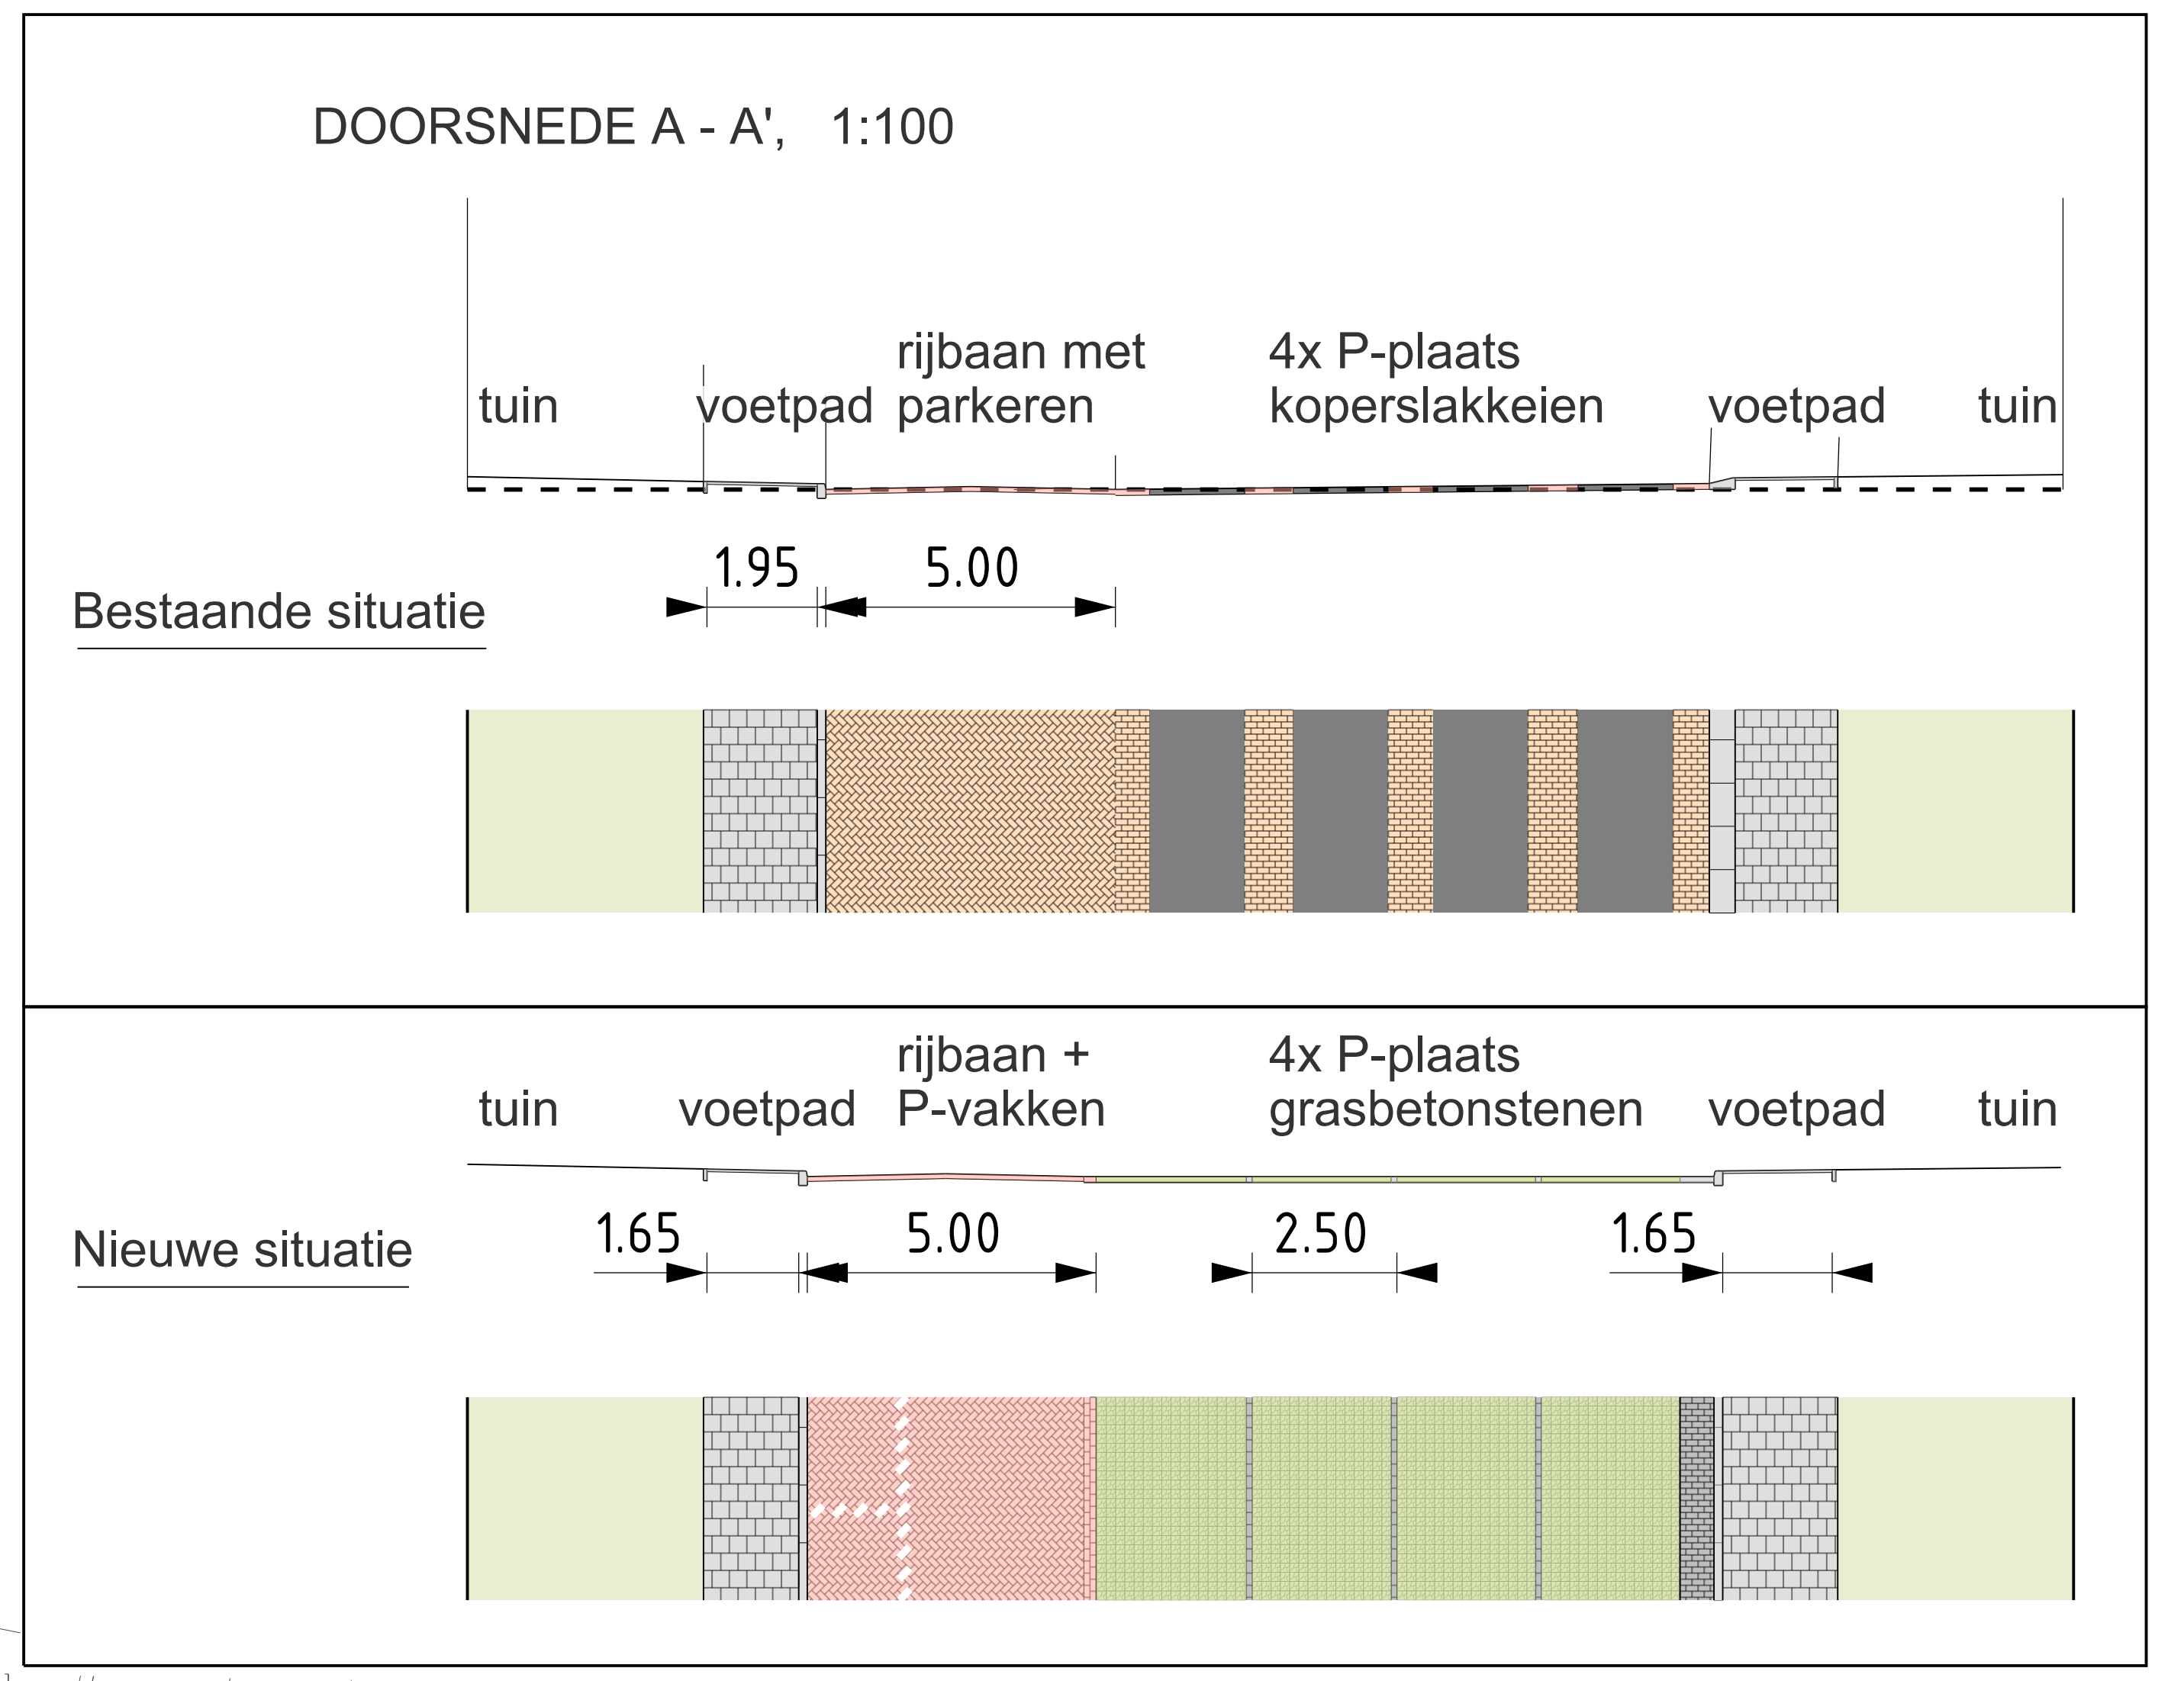 DOORSNEDE A - A', 1:100
rijbaan met 4x P-plaats
tuin voetpad parkeren koperslakkeien voetpad tuin
1.95 5.00
Bestaande situatie
rijbaan + 4x P-plaats
tuin voetpad P-vakken grasbetonstenen voetpad tuin
1.65 5.00 2.50 1.65
Nieuwe situatie